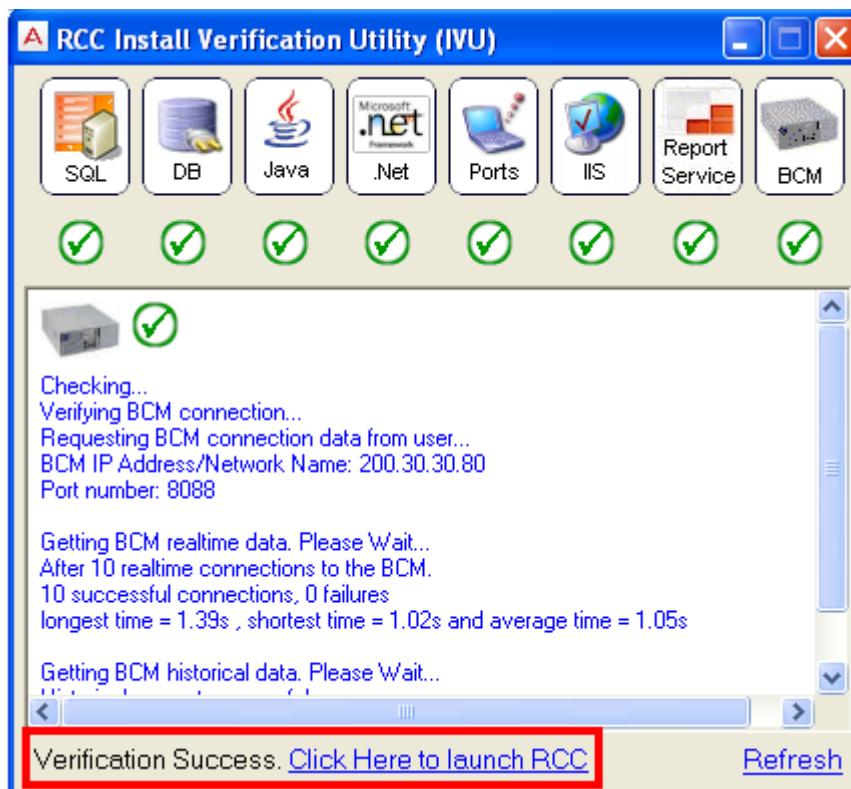 RCC Install Verification Utility (IVU)
SQL
DB
Java
Microsoft
.net
Framework
.Net
Ports
IIS
Report
Service
BCM
Checking...
Verifying BCM connection...
Requesting BCM connection data from user...
BCM IP Address/Network Name: 200.30.30.80
Port number: 8088
Getting BCM realtime data. Please Wait...
After 10 realtime connections to the BCM.
10 successful connections, 0 failures
longest time = 1.39s , shortest time = 1.02s and average time = 1.05s
Getting BCM historical data. Please Wait...
Verification Success. Click Here to launch RCC
Refresh